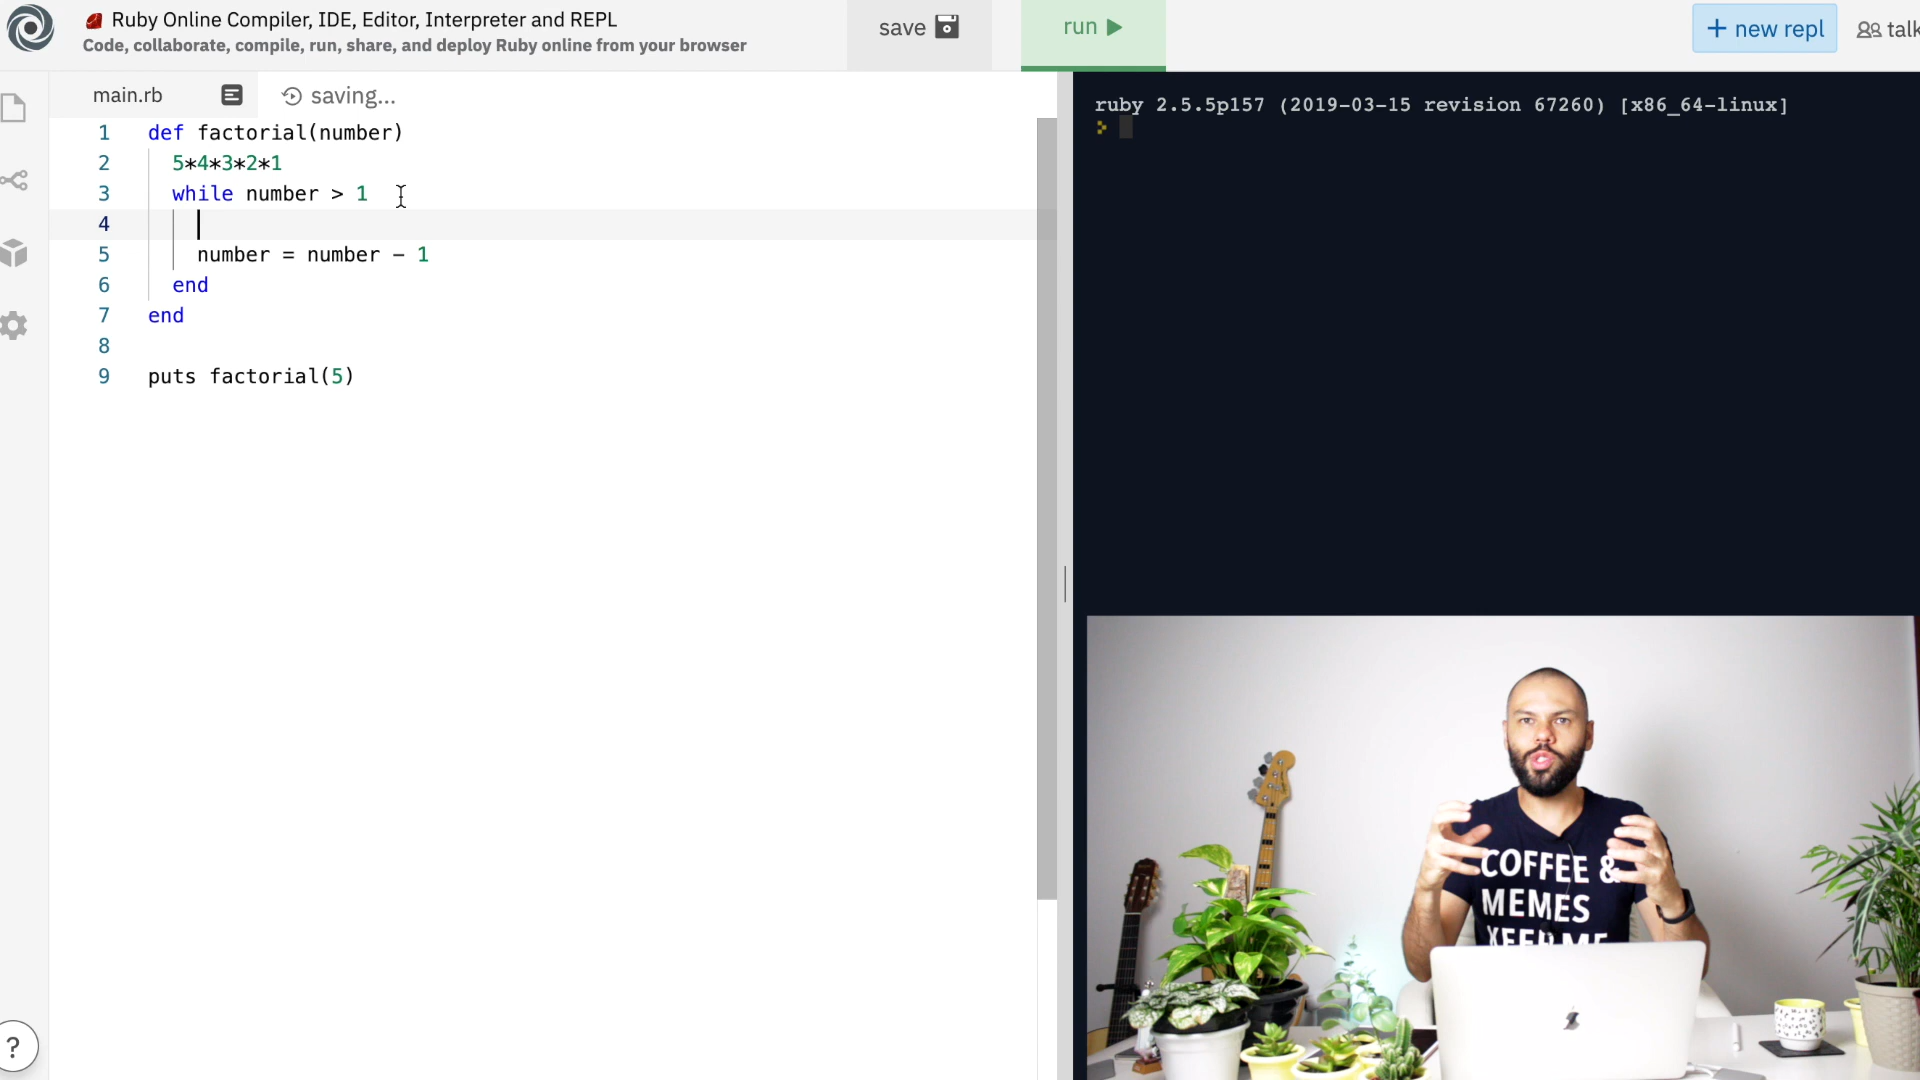 Ruby Online Compiler, IDE, Editor, Interpreter and REPL
Code, collaborate, compile, run, share, and deploy Ruby online from your browser
save
run
+ new repl
talk
main.rb
saving...
1 def factorial(number)
2 5*4*3*2*1
3 while number > 1
4
5 number = number - 1
6 end
7 end
8
9 puts factorial(5)
ruby 2.5.5p157 (2019-03-15 revision 67260) [x86_64-linux]
>
COFFEE &
MEMES
?